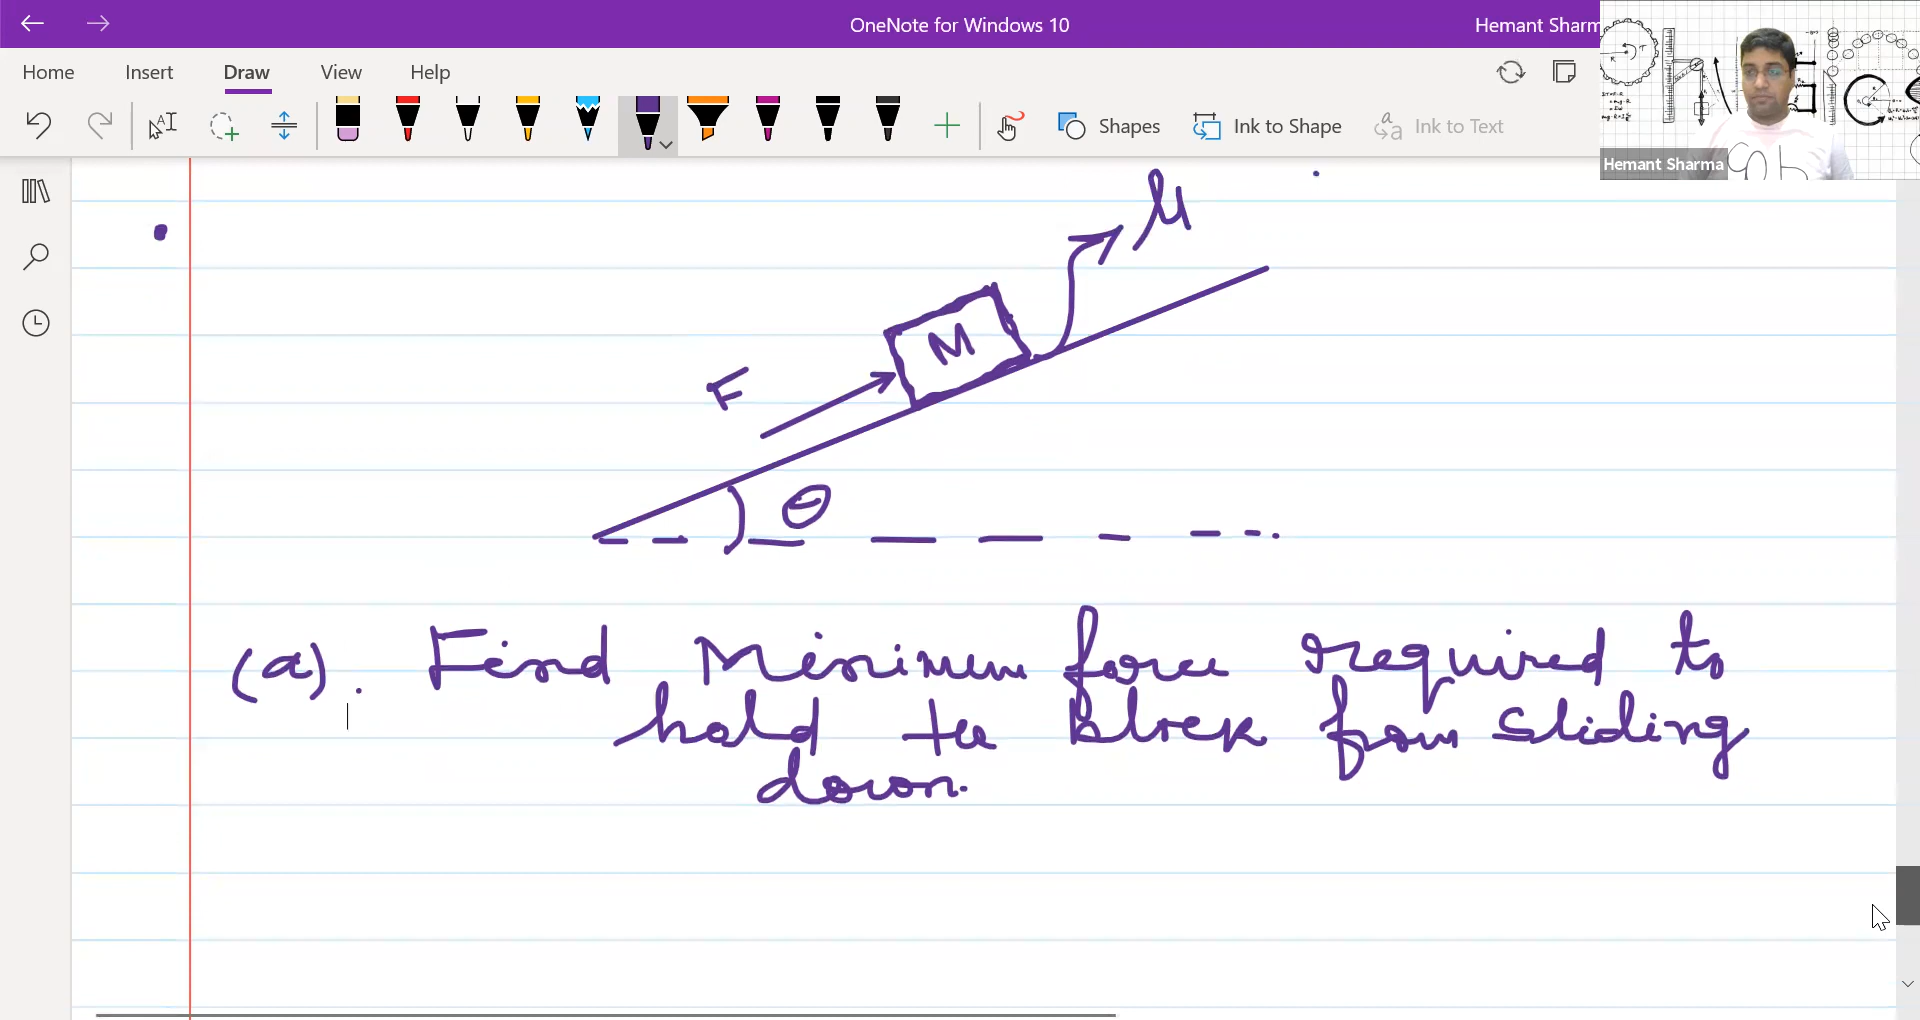 OneNote for Windows 10
Hemant Sharm
Home Insert Draw View Help
Shapes Ink to Shape Ink to Text
Hemant Sharma
μ
M
F
θ
(a). Find Minimum force required to
hold the block from sliding
down.